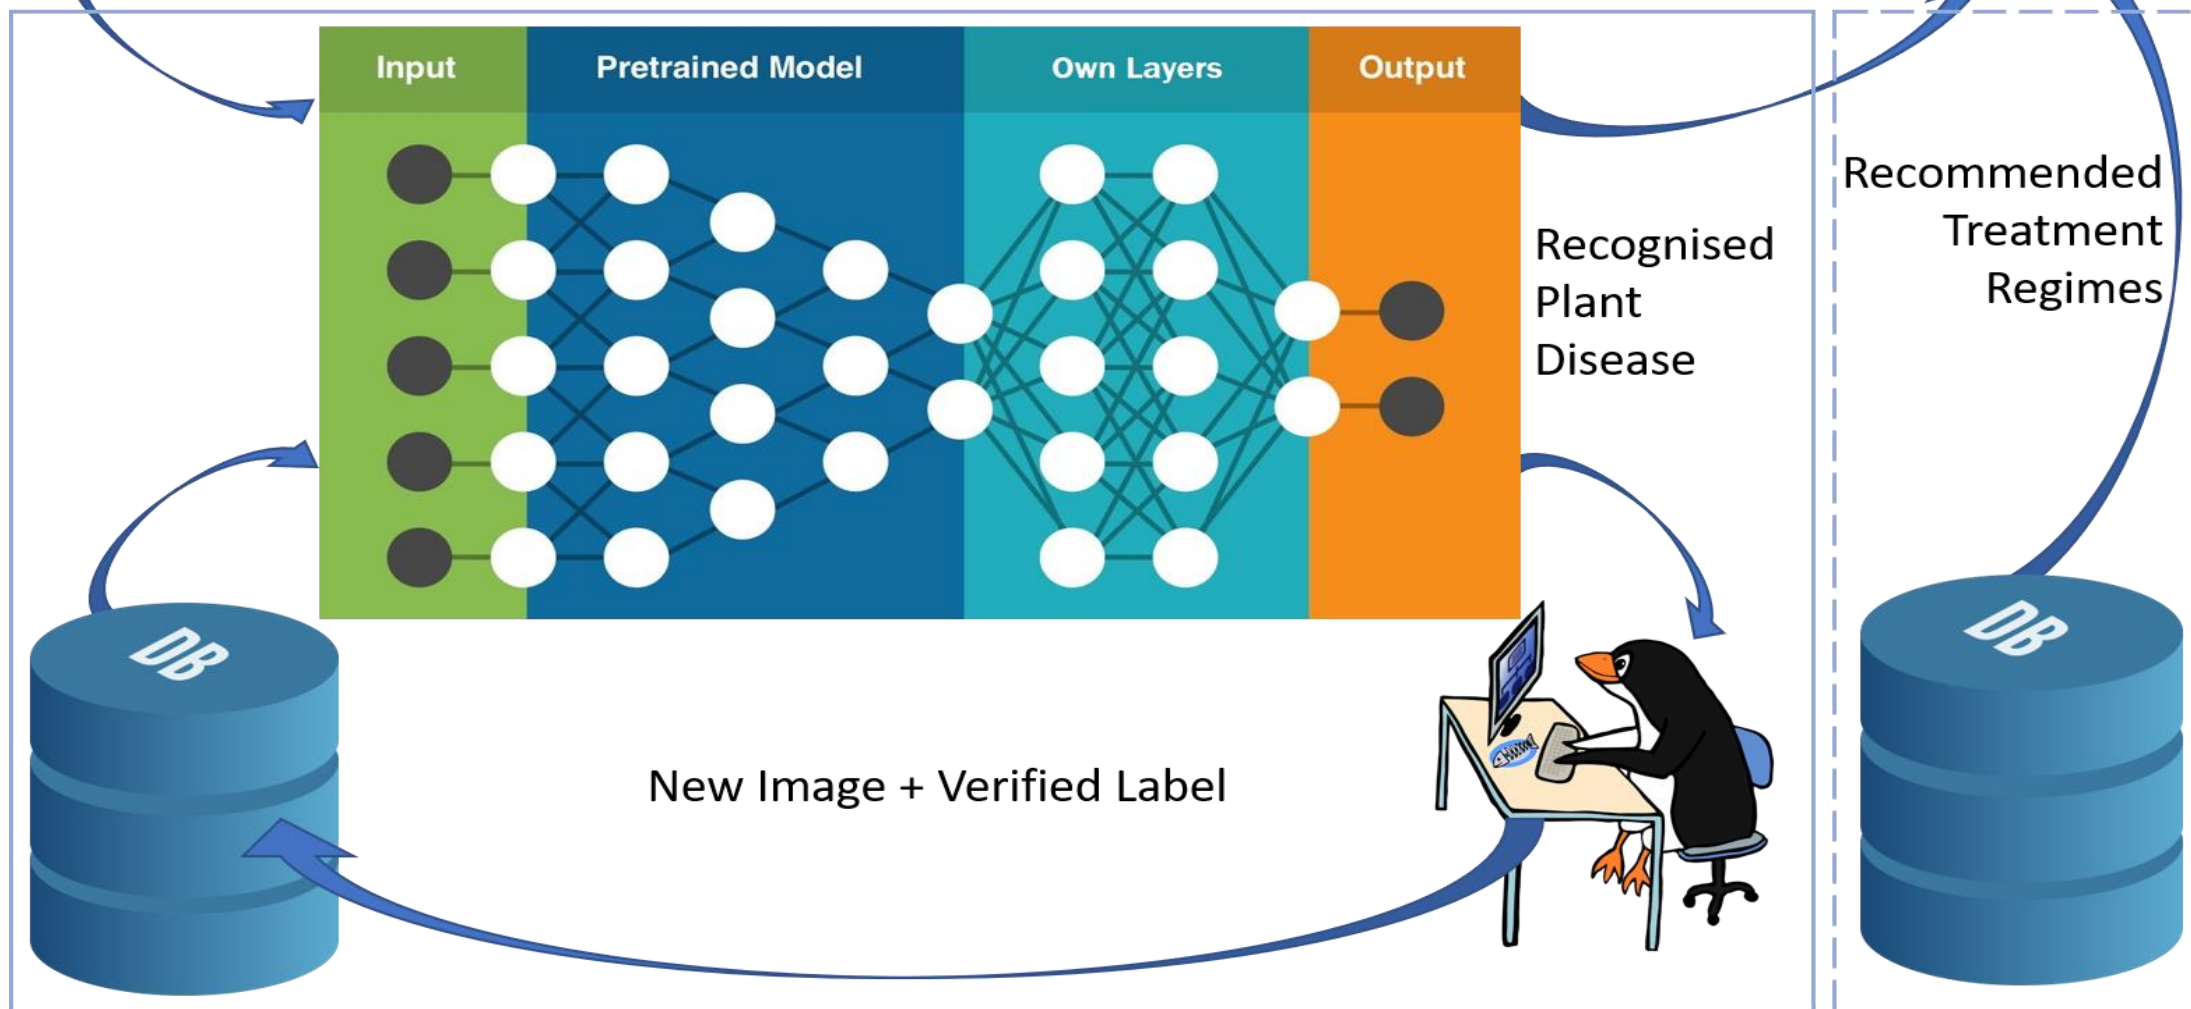 Input
Pretrained Model
Own Layers
Output
Recognised
Plant
Disease
Recommended
Treatment
Regimes
DB
New Image + Verified Label
DB